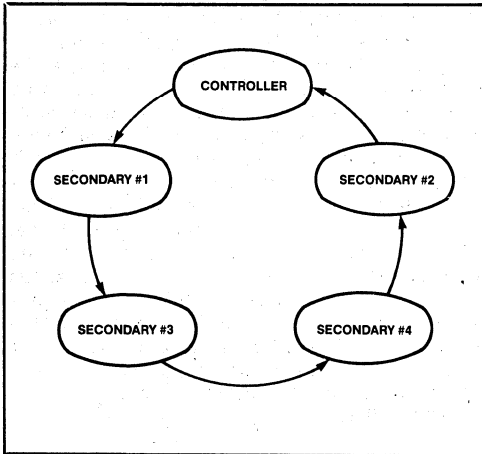 CONTROLLER
SECONDARY #1
SECONDARY #2
SECONDARY #3
SECONDARY #4